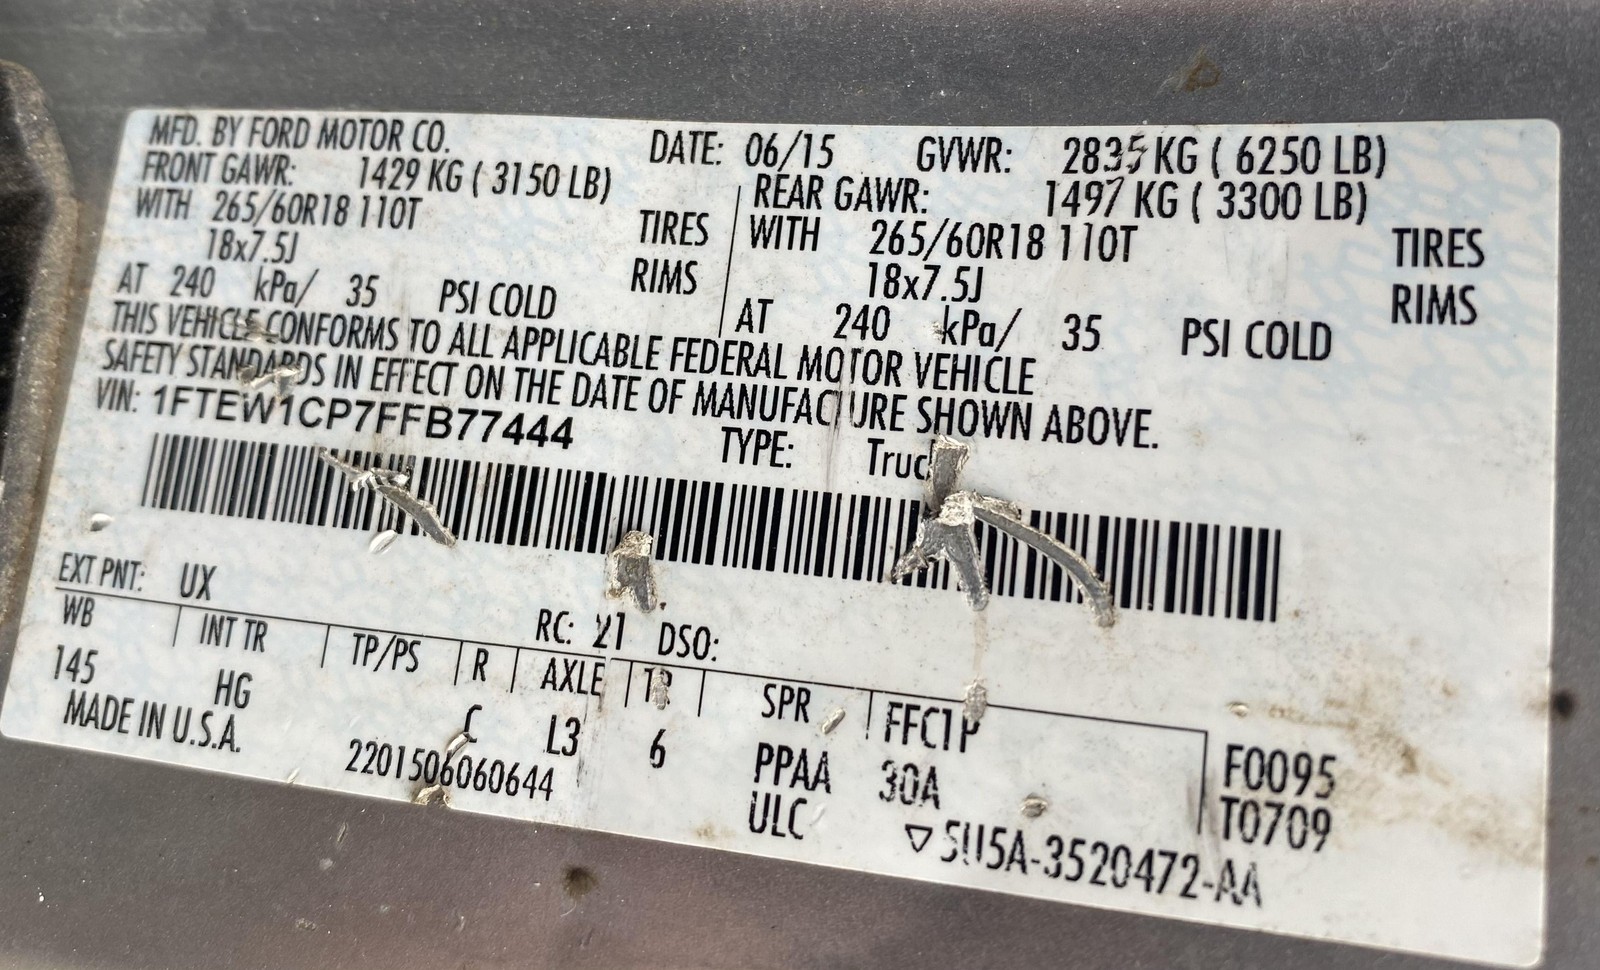 MFD. BY FORD MOTOR CO.
DATE: 06/15 GVWR: 2835 KG ( 6250 LB)
FRONT GAWR: 1429 KG ( 3150 LB)
WITH 265/60R18 110T TIRES
18x7.5J RIMS
AT 240 kPa/ 35 PSI COLD
REAR GAWR: 1497 KG ( 3300 LB)
WITH 265/60R18 110T TIRES
18x7.5J RIMS
AT 240 kPa/ 35 PSI COLD
THIS VEHICLE CONFORMS TO ALL APPLICABLE FEDERAL MOTOR VEHICLE
SAFETY STANDARDS IN EFFECT ON THE DATE OF MANUFACTURE SHOWN ABOVE.
VIN: 1FTEW1CP7FFB77444 TYPE: Truck
EXT PNT: UX RC: 21 DSO:
WB INT TR TP/PS R AXLE TR SPR FFC1P F0095
145 HG C L3 6 PPAA 30A T0709
MADE IN U.S.A. 2201506060644 ULC ▽5U5A-3520472-AA